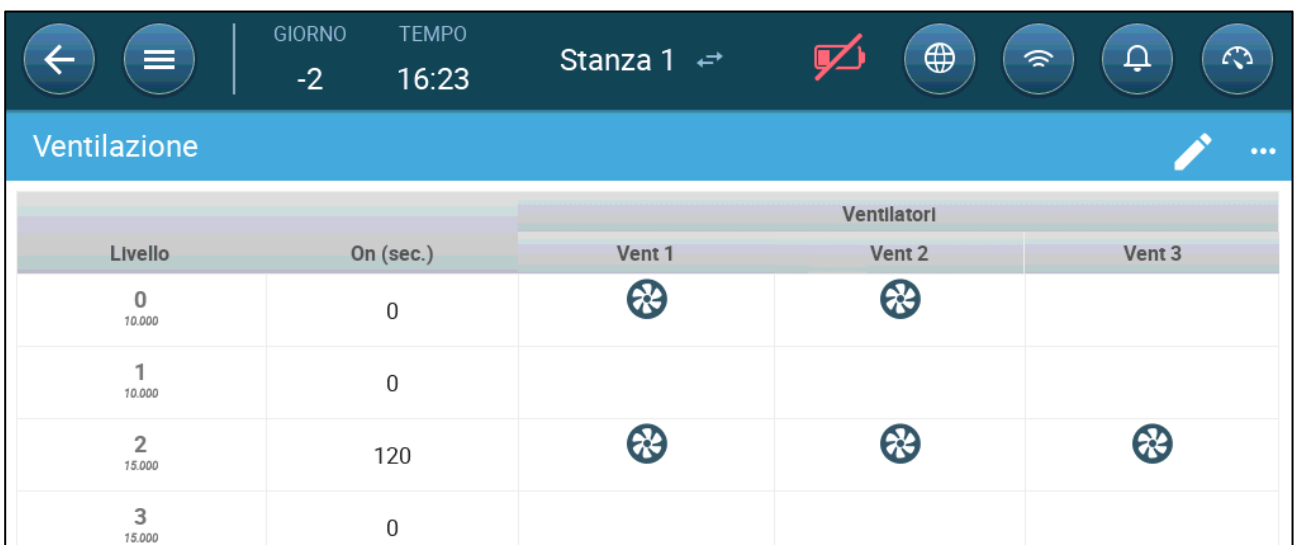 GIORNO TEMPO
-2 16:23 Stanza 1
Ventilazione
Ventilatori
Livello On (sec.) Vent 1 Vent 2 Vent 3
0
10.000 0
1
10.000 0
2
15.000 120
3
15.000 0